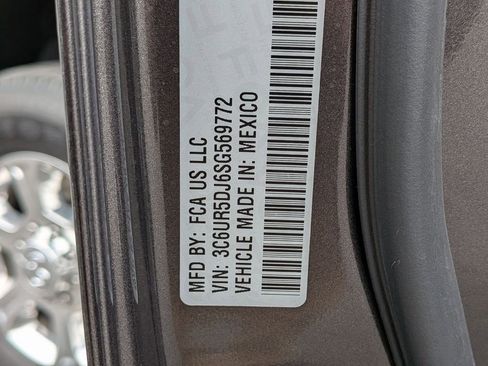 MFD BY: FCA US LLC
VIN: 3C6UR5DJ6SG569772
VEHICLE MADE IN: MEXICO